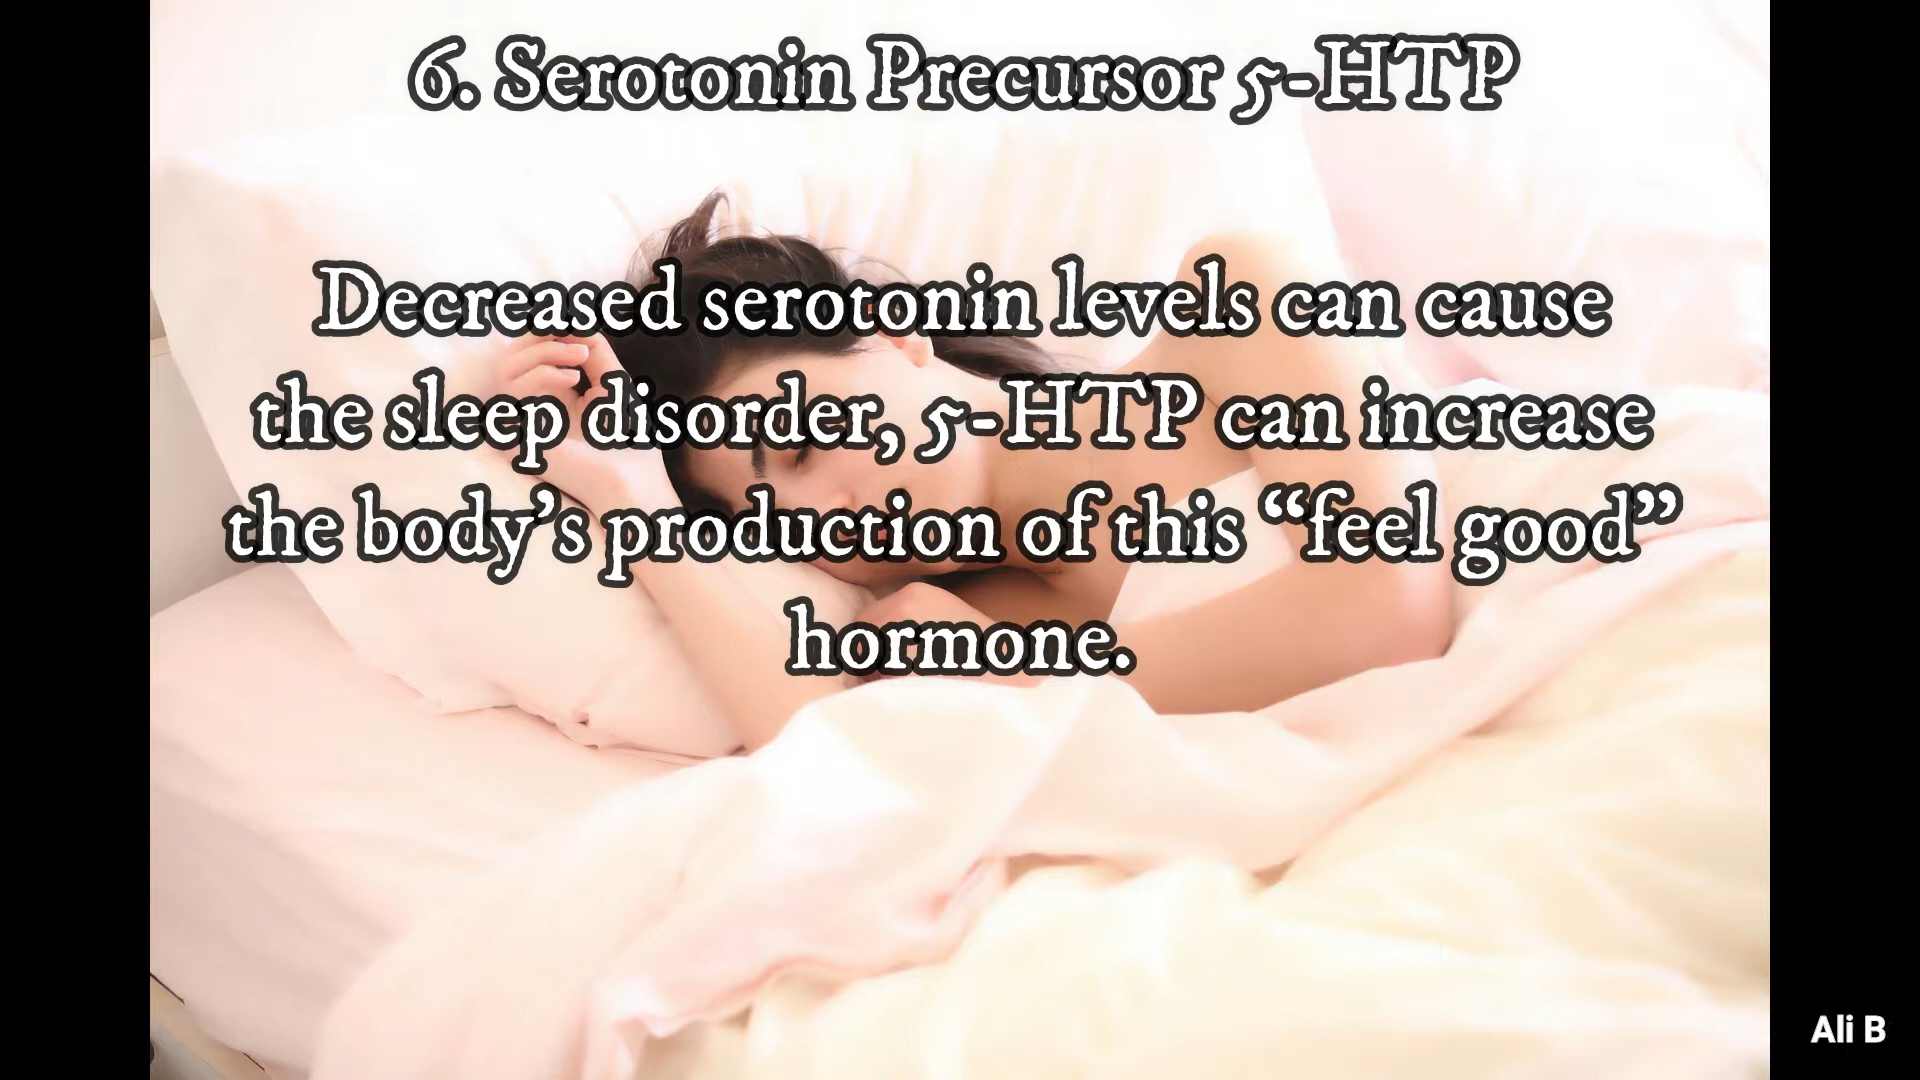 6. Serotonin Precursor 5-HTP
Decreased serotonin levels can cause
the sleep disorder, 5-HTP can increase
the body’s production of this “feel good”
hormone.
Ali B